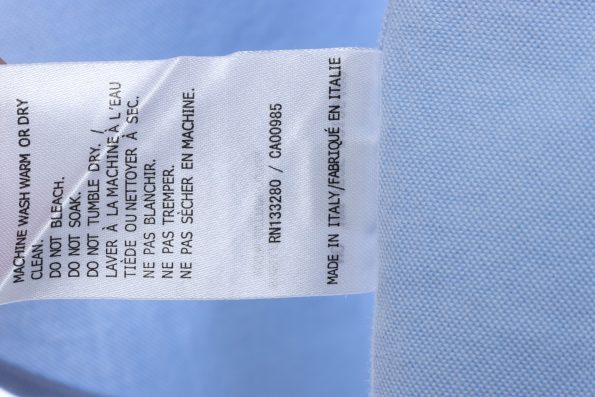 MACHINE WASH WARM OR DRY
CLEAN.
DO NOT BLEACH.
DO NOT SOAK.
DO NOT TUMBLE DRY. /
LAVER À LA MACHINE À L'EAU
TIÈDE OU NETTOYER À SEC.
NE PAS BLANCHIR.
NE PAS TREMPER.
NE PAS SÈCHER EN MACHINE.
RN133280 / CA00985
MADE IN ITALY/FABRIQUÉ EN ITALIE